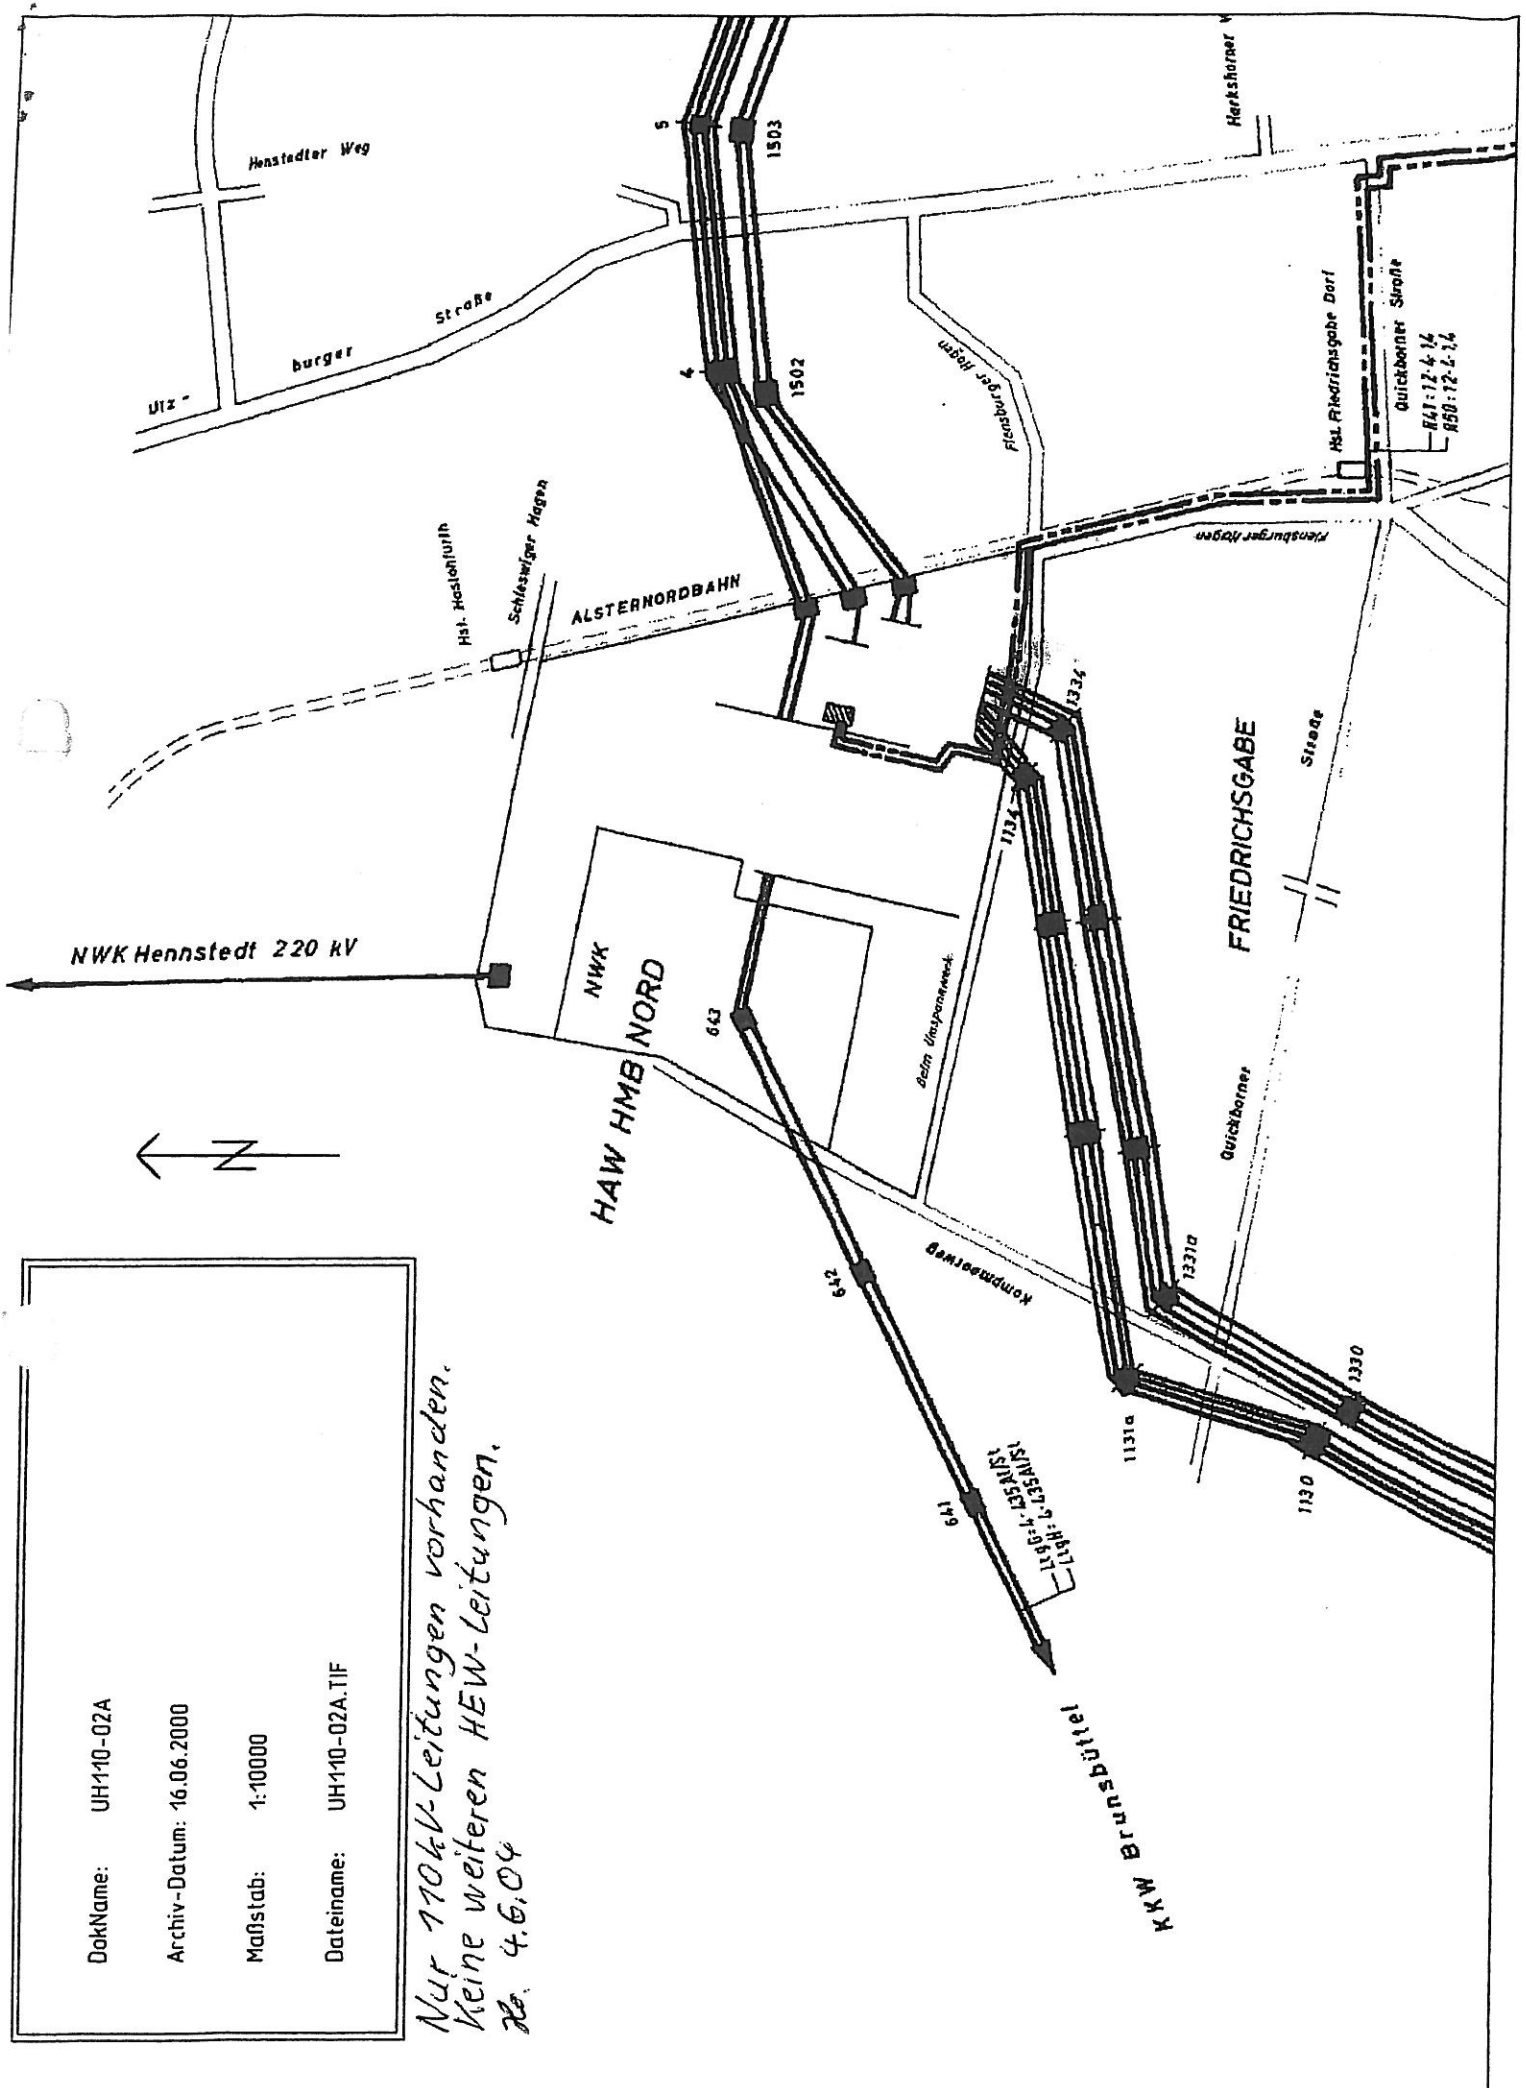 DokName: UH110-02A
Archiv-Datum: 16.06.2000
Maßstab: 1:10000
Dateiname: UH110-02A.TIF
Nur 110kV-Leitungen vorhanden.
Keine weiteren HEW-Leitungen.
4.6.04
N
NWK Hennstedt 220 kV
Henstedter Weg
Ulz-
burger
Straße
Hst. Haslohfurth
Schleswiger Hagen
ALSTERNORDBAHN
5
1503
4
1502
Harkshörner
Flensburger Hagen
Flensburger Hagen
Hst. Friedrichsgabe Dorf
Quickborner Straße
NWK
HAW HMB NORD
643
642
641
KKW Brunsbüttel
Beim Umspannwerk
Kampmoorweg
1134
1334
FRIEDRICHSGABE
Quickborner
Straße
1131a
1331a
1130
1330